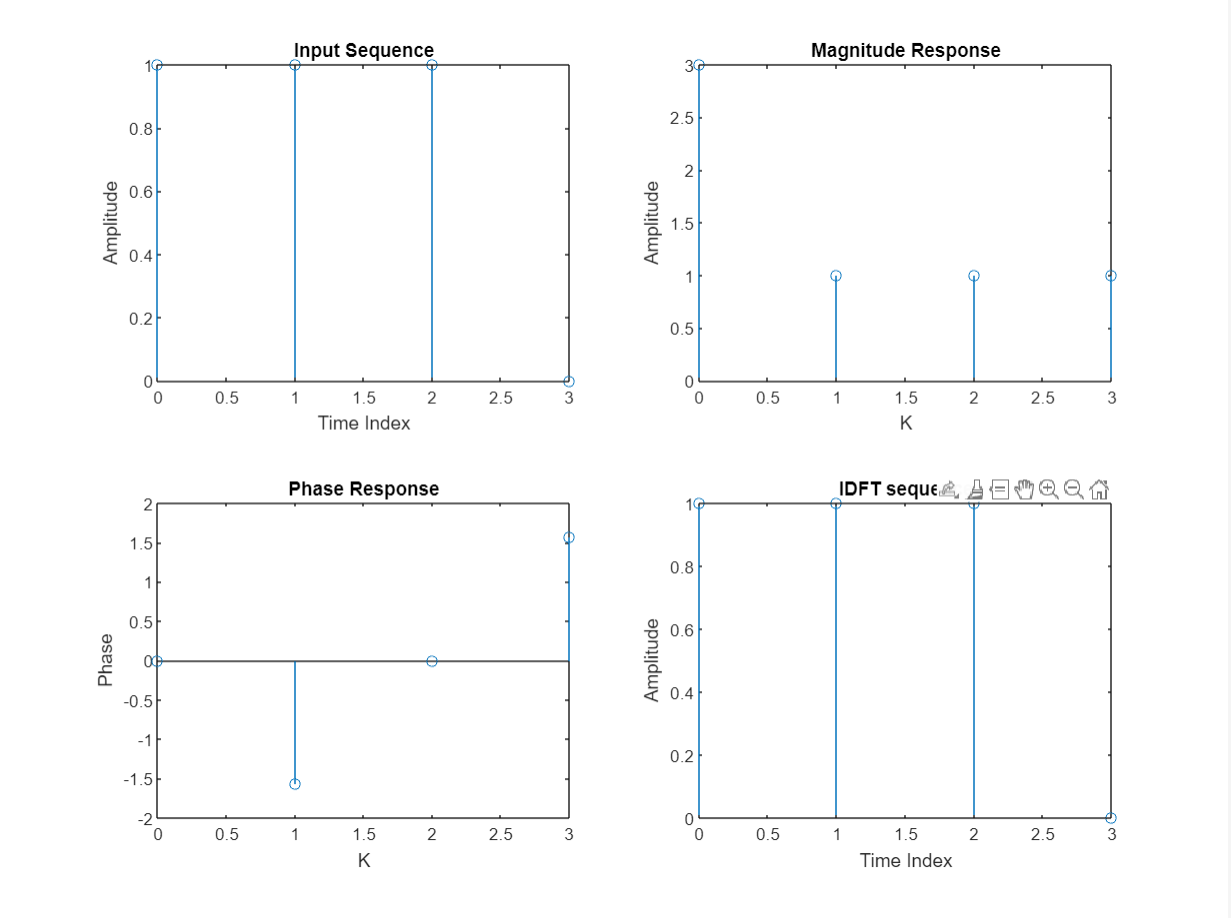 Input Sequence
1
0.8
0.6
0.4
0.2
0
Amplitude
0 0.5 1 1.5 2 2.5 3
Time Index
Magnitude Response
3
2.5
2
1.5
1
0.5
0
Amplitude
0 0.5 1 1.5 2 2.5 3
K
Phase Response
2
1.5
1
0.5
0
-0.5
-1
-1.5
-2
Phase
0 0.5 1 1.5 2 2.5 3
K
IDFT seque
1
0.8
0.6
0.4
0.2
0
Amplitude
0 0.5 1 1.5 2 2.5 3
Time Index